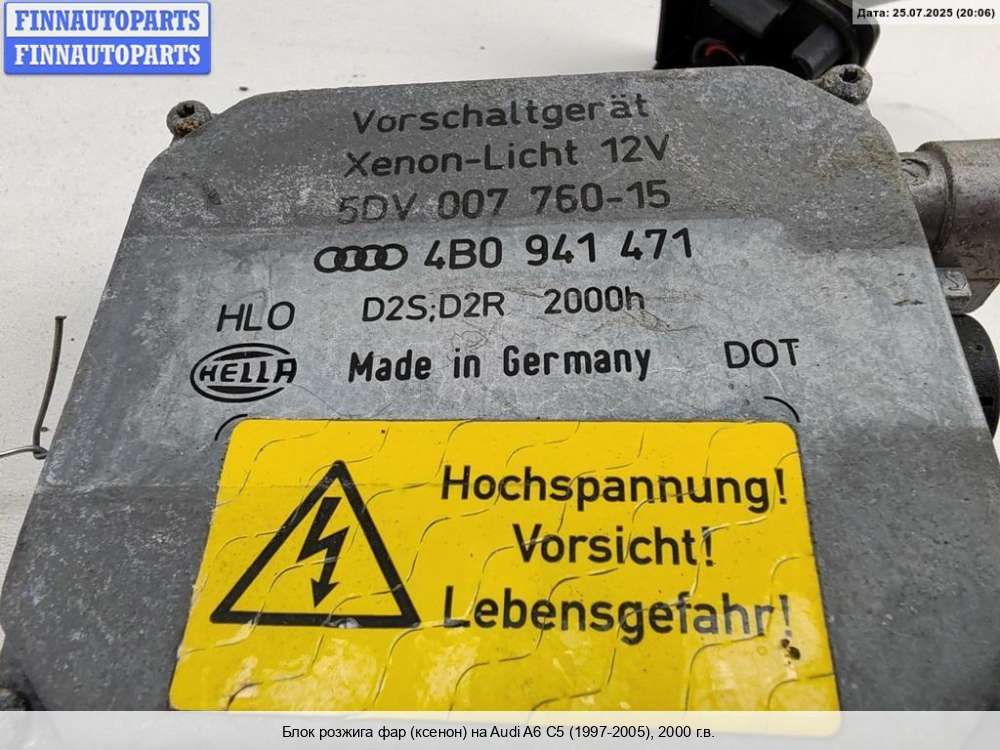 FINNAUTOPARTS
FINNAUTOPARTS
Дата: 25.07.2025 (20:06)
Vorschaltgerät
Xenon-Licht 12V
5DV 007 760-15
4B0 941 471
HLO D2S;D2R 2000h
HELLA Made in Germany DOT
Hochspannung!
Vorsicht!
Lebensgefahr!
Блок розжига фар (ксенон) на Audi A6 C5 (1997-2005), 2000 г.в.